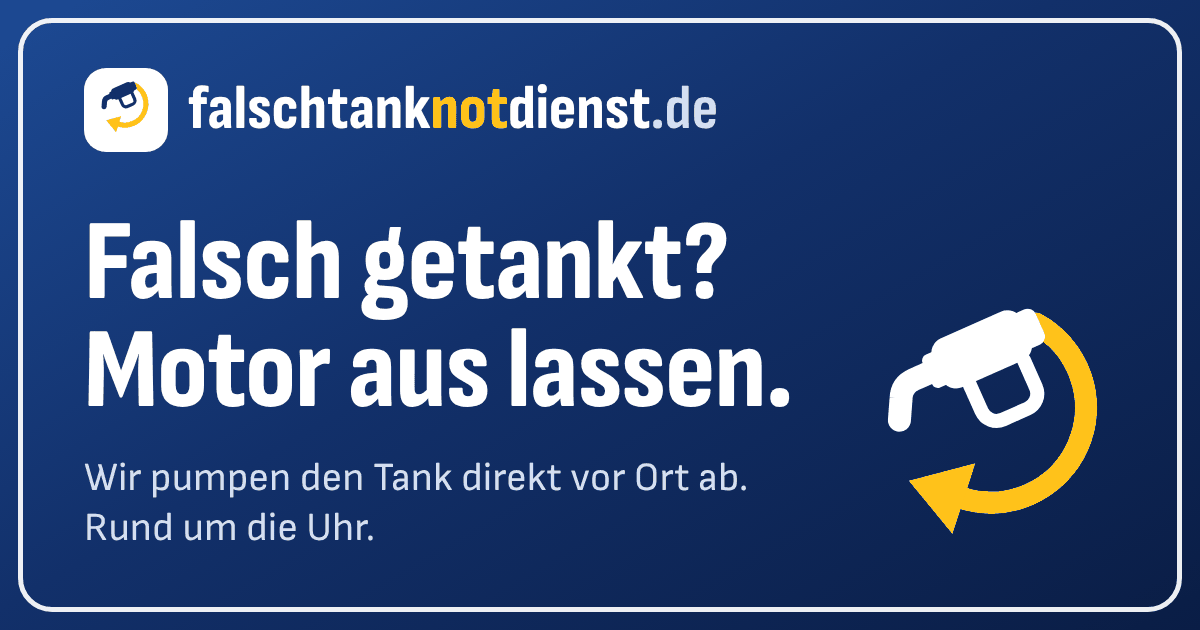 falschtanknotdienst.de
Falsch getankt?
Motor aus lassen.
Wir pumpen den Tank direkt vor Ort ab.
Rund um die Uhr.